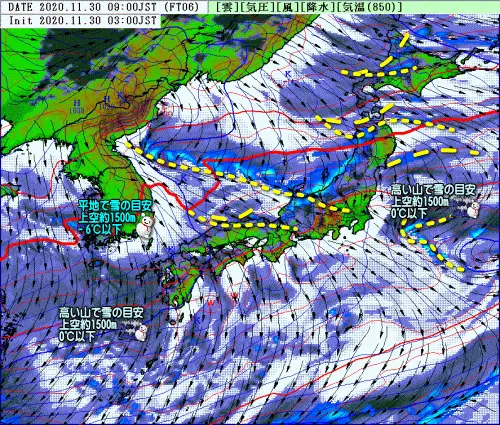 DATE 2020.11.30 09:00JST (FT06)
[雲][気圧][風][降水][気温(850)]
Init 2020.11.30 03:00JST
K
H
H
平地で雪の目安
上空約1500m
-6℃以下
高い山で雪の目安
上空約1500m
0℃以下
高い山で雪の目安
上空約1500m
0℃以下
W